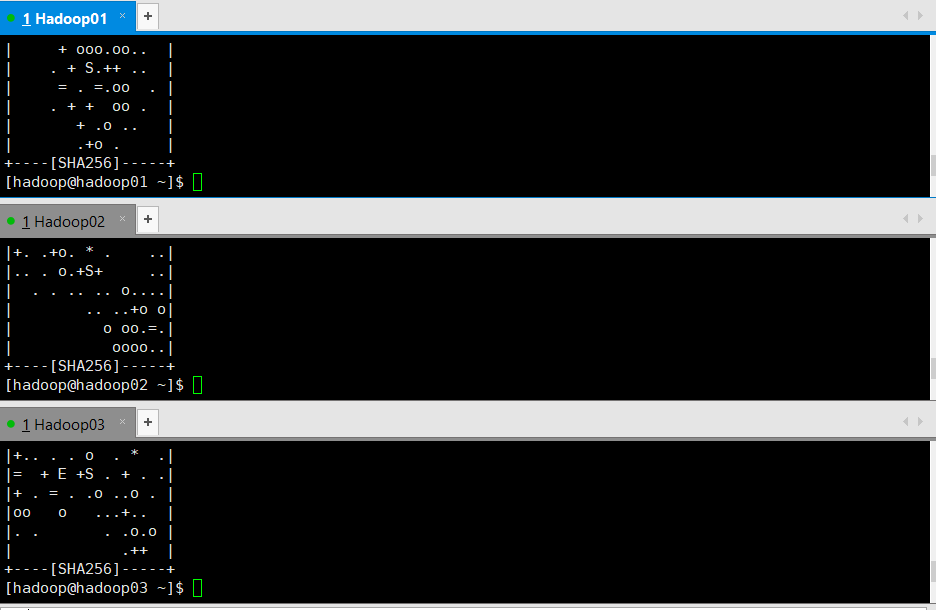 1 Hadoop01 × +
|     + ooo.oo..  |
|    . + S.++ ..  |
|     = . =.oo  . |
|    . + +  oo .  |
|       + .o ..   |
|       .+o .     |
+----[SHA256]-----+
[hadoop@hadoop01 ~]$
1 Hadoop02 × +
|+. .+o. * .    ..|
|.. . o.+S+     ..|
|  . . .. .. o....|
|        .. ..+o o|
|          o oo.=.|
|           oooo..|
+----[SHA256]-----+
[hadoop@hadoop02 ~]$
1 Hadoop03 × +
|+.. . . o  . *  .|
|=  + E +S . + . .|
|+ . = . .o ..o . |
|oo   o   ...+..  |
|. .       . .o.o |
|            .++  |
+----[SHA256]-----+
[hadoop@hadoop03 ~]$